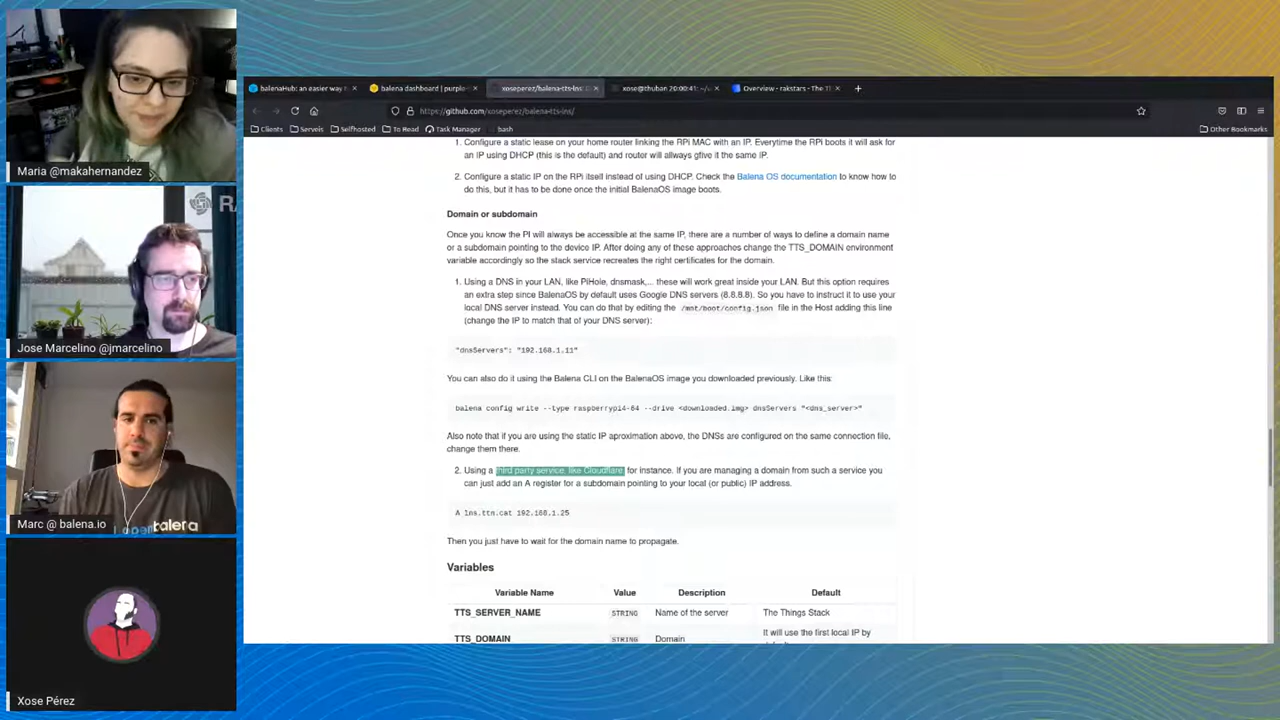 Maria @makahernandez
Jose Marcelino @jmarcelino
Marc @ balena.io
balena
Xose Pérez
balenaHub: an easier way
balena dashboard | purple-
xoseperez/balena-tts-lns:
xose@thuban 20:00:41: ~/
Overview - rakstars - The T
https://github.com/xoseperez/balena-tts-lns/
Clients
Serveis
Selfhosted
To Read
Task Manager
bash
Other Bookmarks
1. Configure a static lease on your home router linking the RPi MAC with an IP. Everytime the RPi boots it will ask
for an IP using DHCP (this is the default) and router will allways gfive it the same IP.
2. Configure a static IP on the RPi itself instead of using DHCP. Check the Balena OS documentation to know how to
do this, but it has to be done once the initial BalenaOS image boots.
Domain or subdomain
Once you know the PI will always be accessible at the same IP, there are a number of ways to define a domain name
or a subdomain pointing to the device IP. After doing any of these approaches change the TTS_DOMAIN environment
variable accordingly so the stack service recreates the right certificates for the domain.
1. Using a DNS in your LAN, like PiHole, dnsmask,... these will work great inside your LAN. But this option requires
an extra step since BalenaOS by default uses Google DNS servers (8.8.8.8). So you have to instruct it to use your
local DNS server instead. You can do that by editing the /mnt/boot/config.json file in the Host adding this line
(change the IP to match that of your DNS server):
"dnsServers": "192.168.1.11"
You can also do it using the Balena CLI on the BalenaOS image you downloaded previously. Like this:
balena config write --type raspberrypi4-64 --drive <downloaded.img> dnsServers "<dns_server>"
Also note that if you are using the static IP aproximation above, the DNSs are configured on the same connection file,
change them there.
2. Using a third party service, like Cloudflare, for instance. If you are managing a domain from such a service you
can just add an A register for a subdomain pointing to your local (or public) IP address.
A lns.ttn.cat 192.168.1.25
Then you just have to wait for the domain name to propagate.
Variables
Variable Name Value Description Default
TTS_SERVER_NAME STRING Name of the server The Things Stack
TTS_DOMAIN STRING Domain It will use the first local IP by